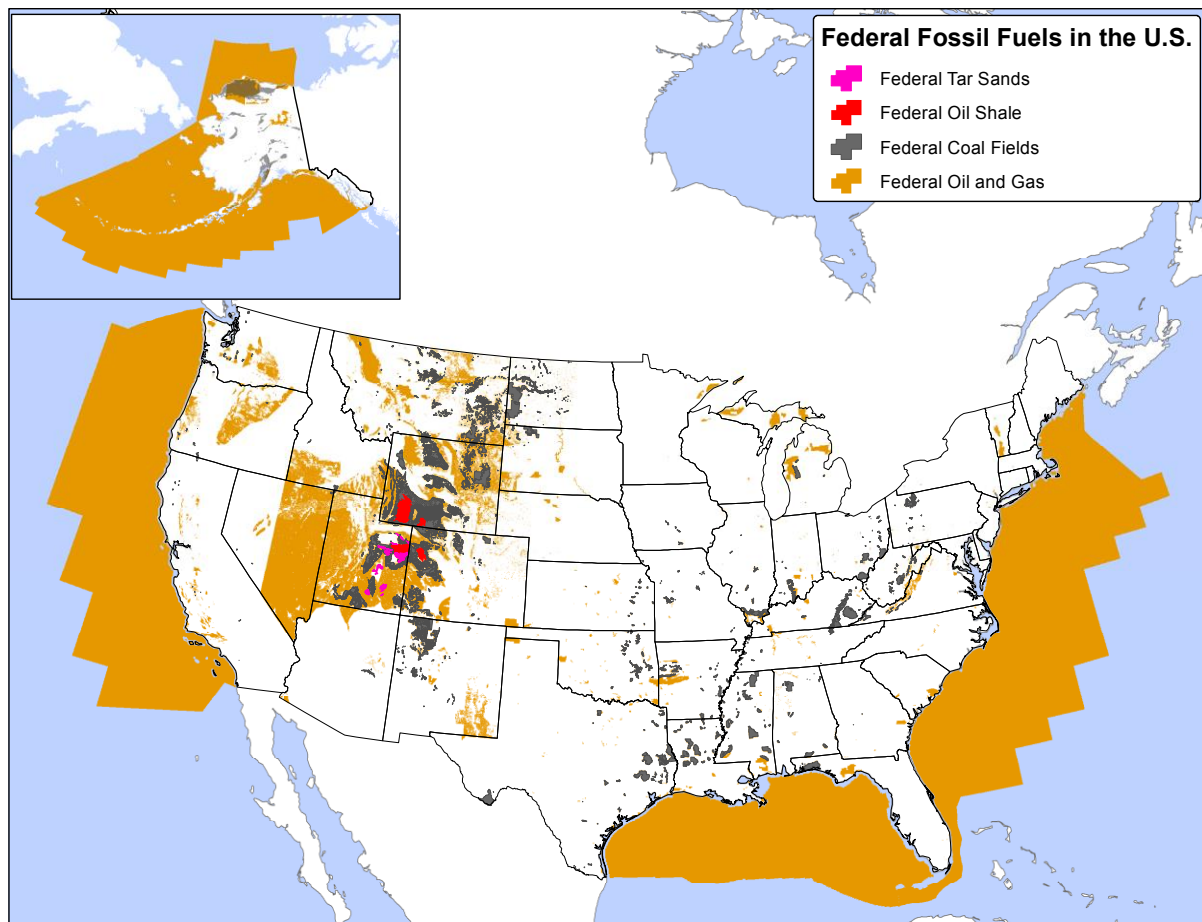 Federal Fossil Fuels in the U.S.
Federal Tar Sands
Federal Oil Shale
Federal Coal Fields
Federal Oil and Gas